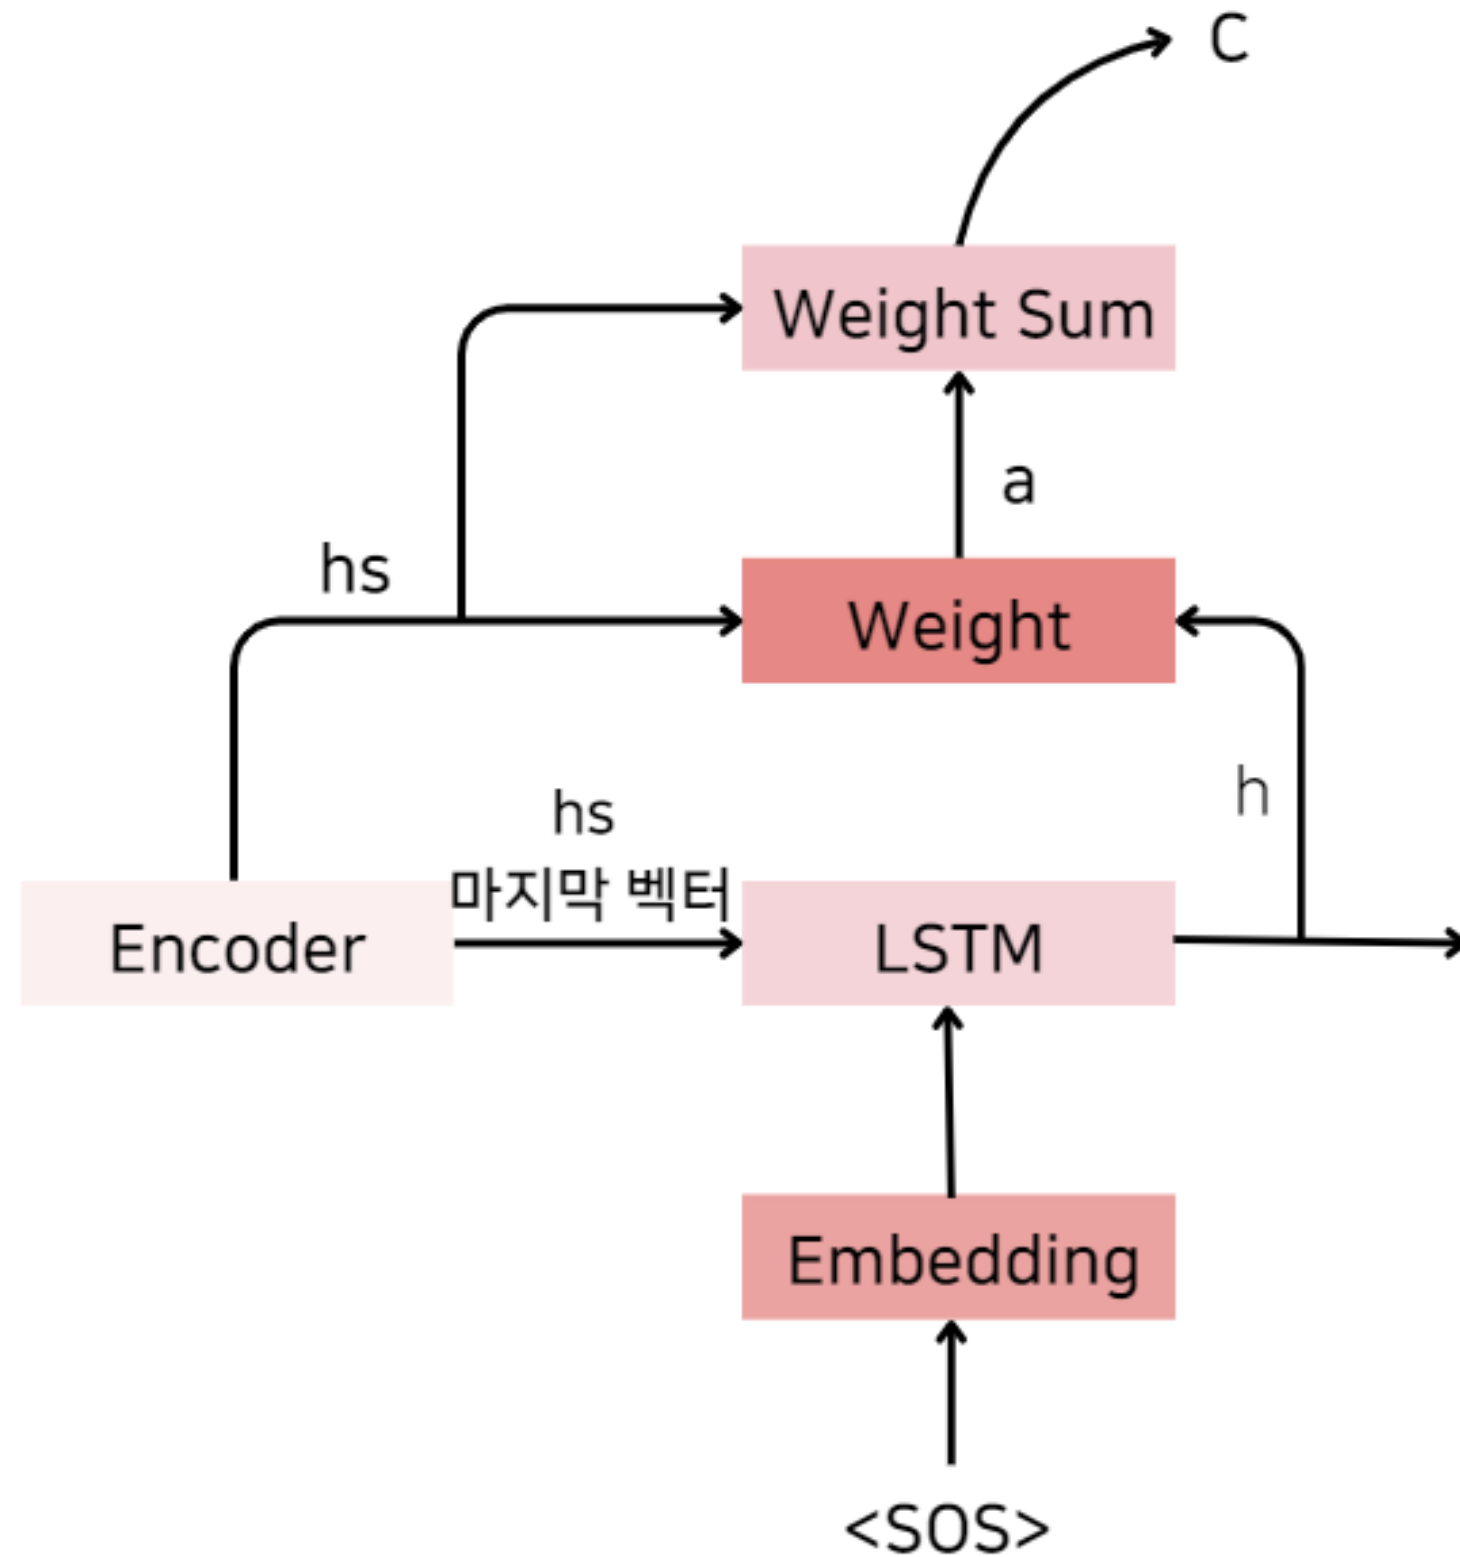 C
Weight Sum
a
hs
Weight
h
hs
마지막 벡터
Encoder
LSTM
Embedding
<SOS>